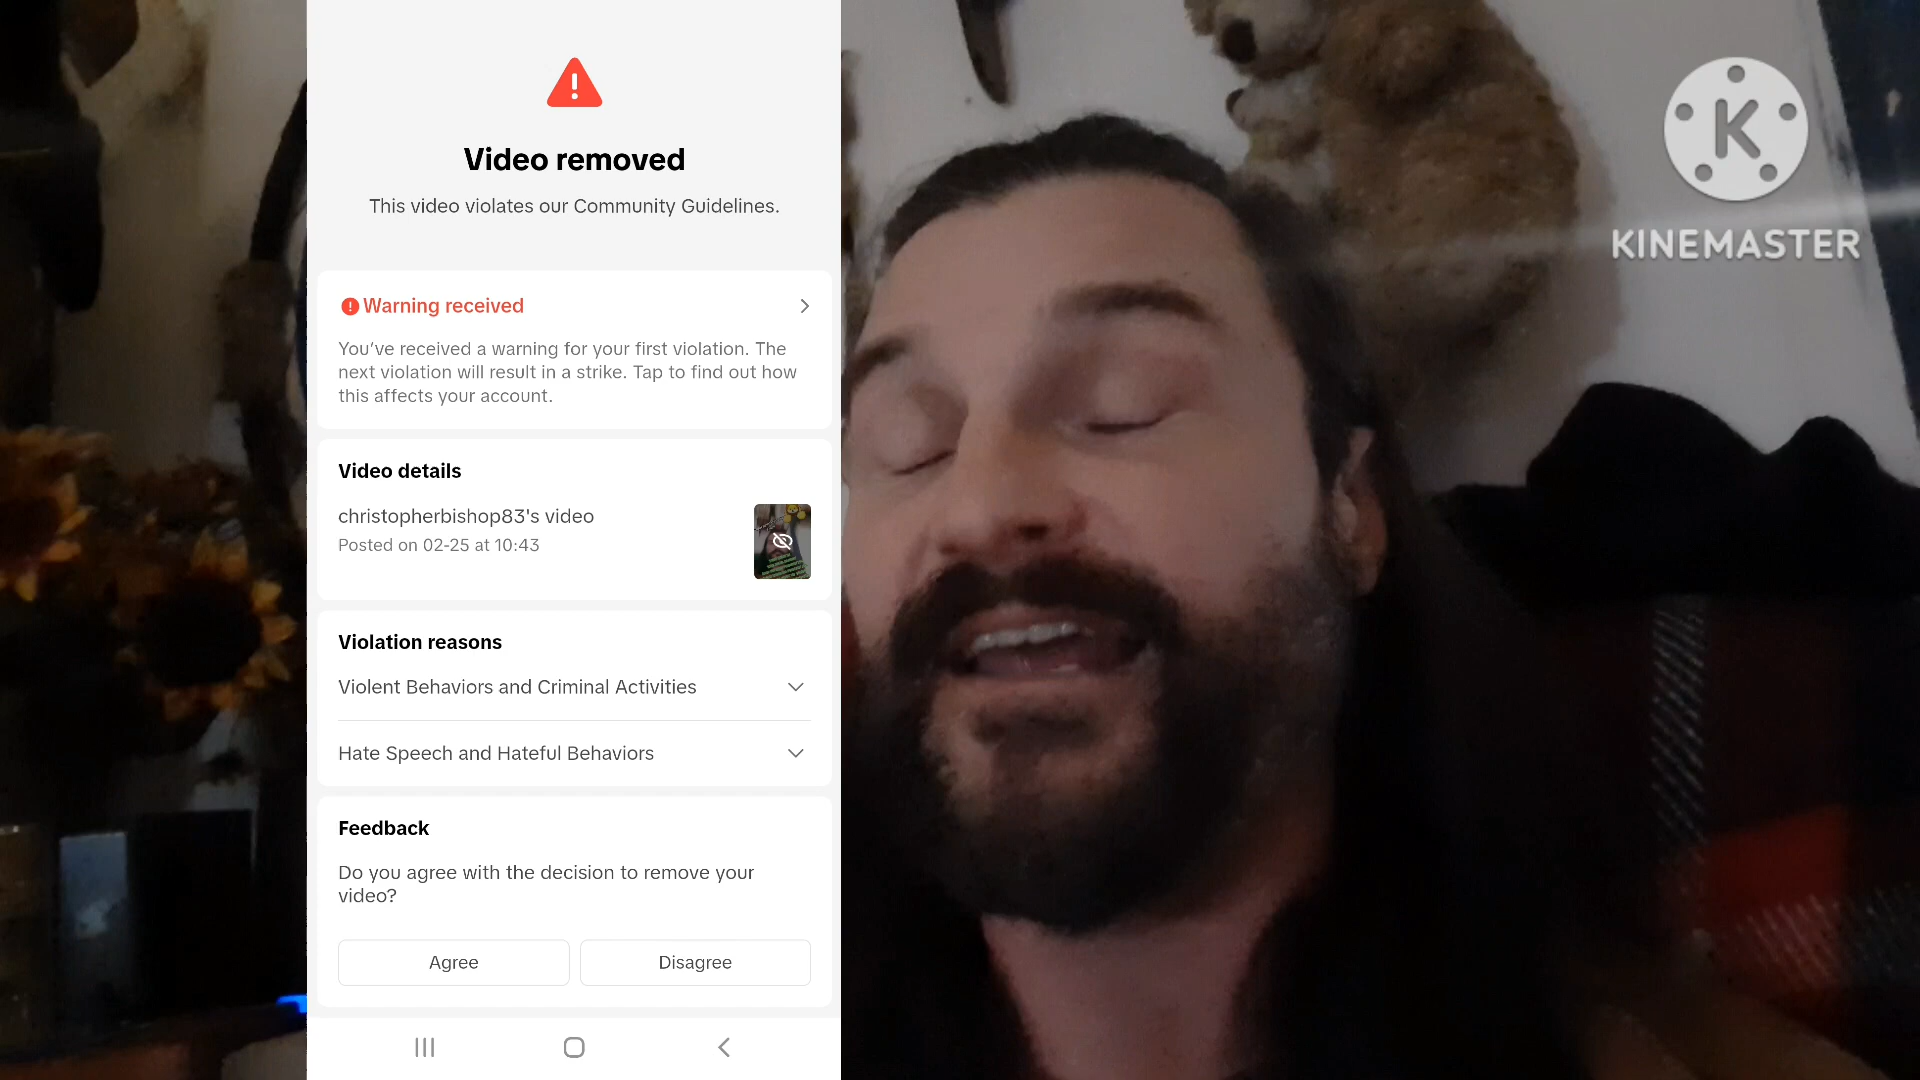 Video removed
This video violates our Community Guidelines.
Warning received
You've received a warning for your first violation. The
next violation will result in a strike. Tap to find out how
this affects your account.
Video details
christopherbishop83's video
Posted on 02-25 at 10:43
Violation reasons
Violent Behaviors and Criminal Activities
Hate Speech and Hateful Behaviors
Feedback
Do you agree with the decision to remove your
video?
Agree
Disagree
K
KINEMASTER